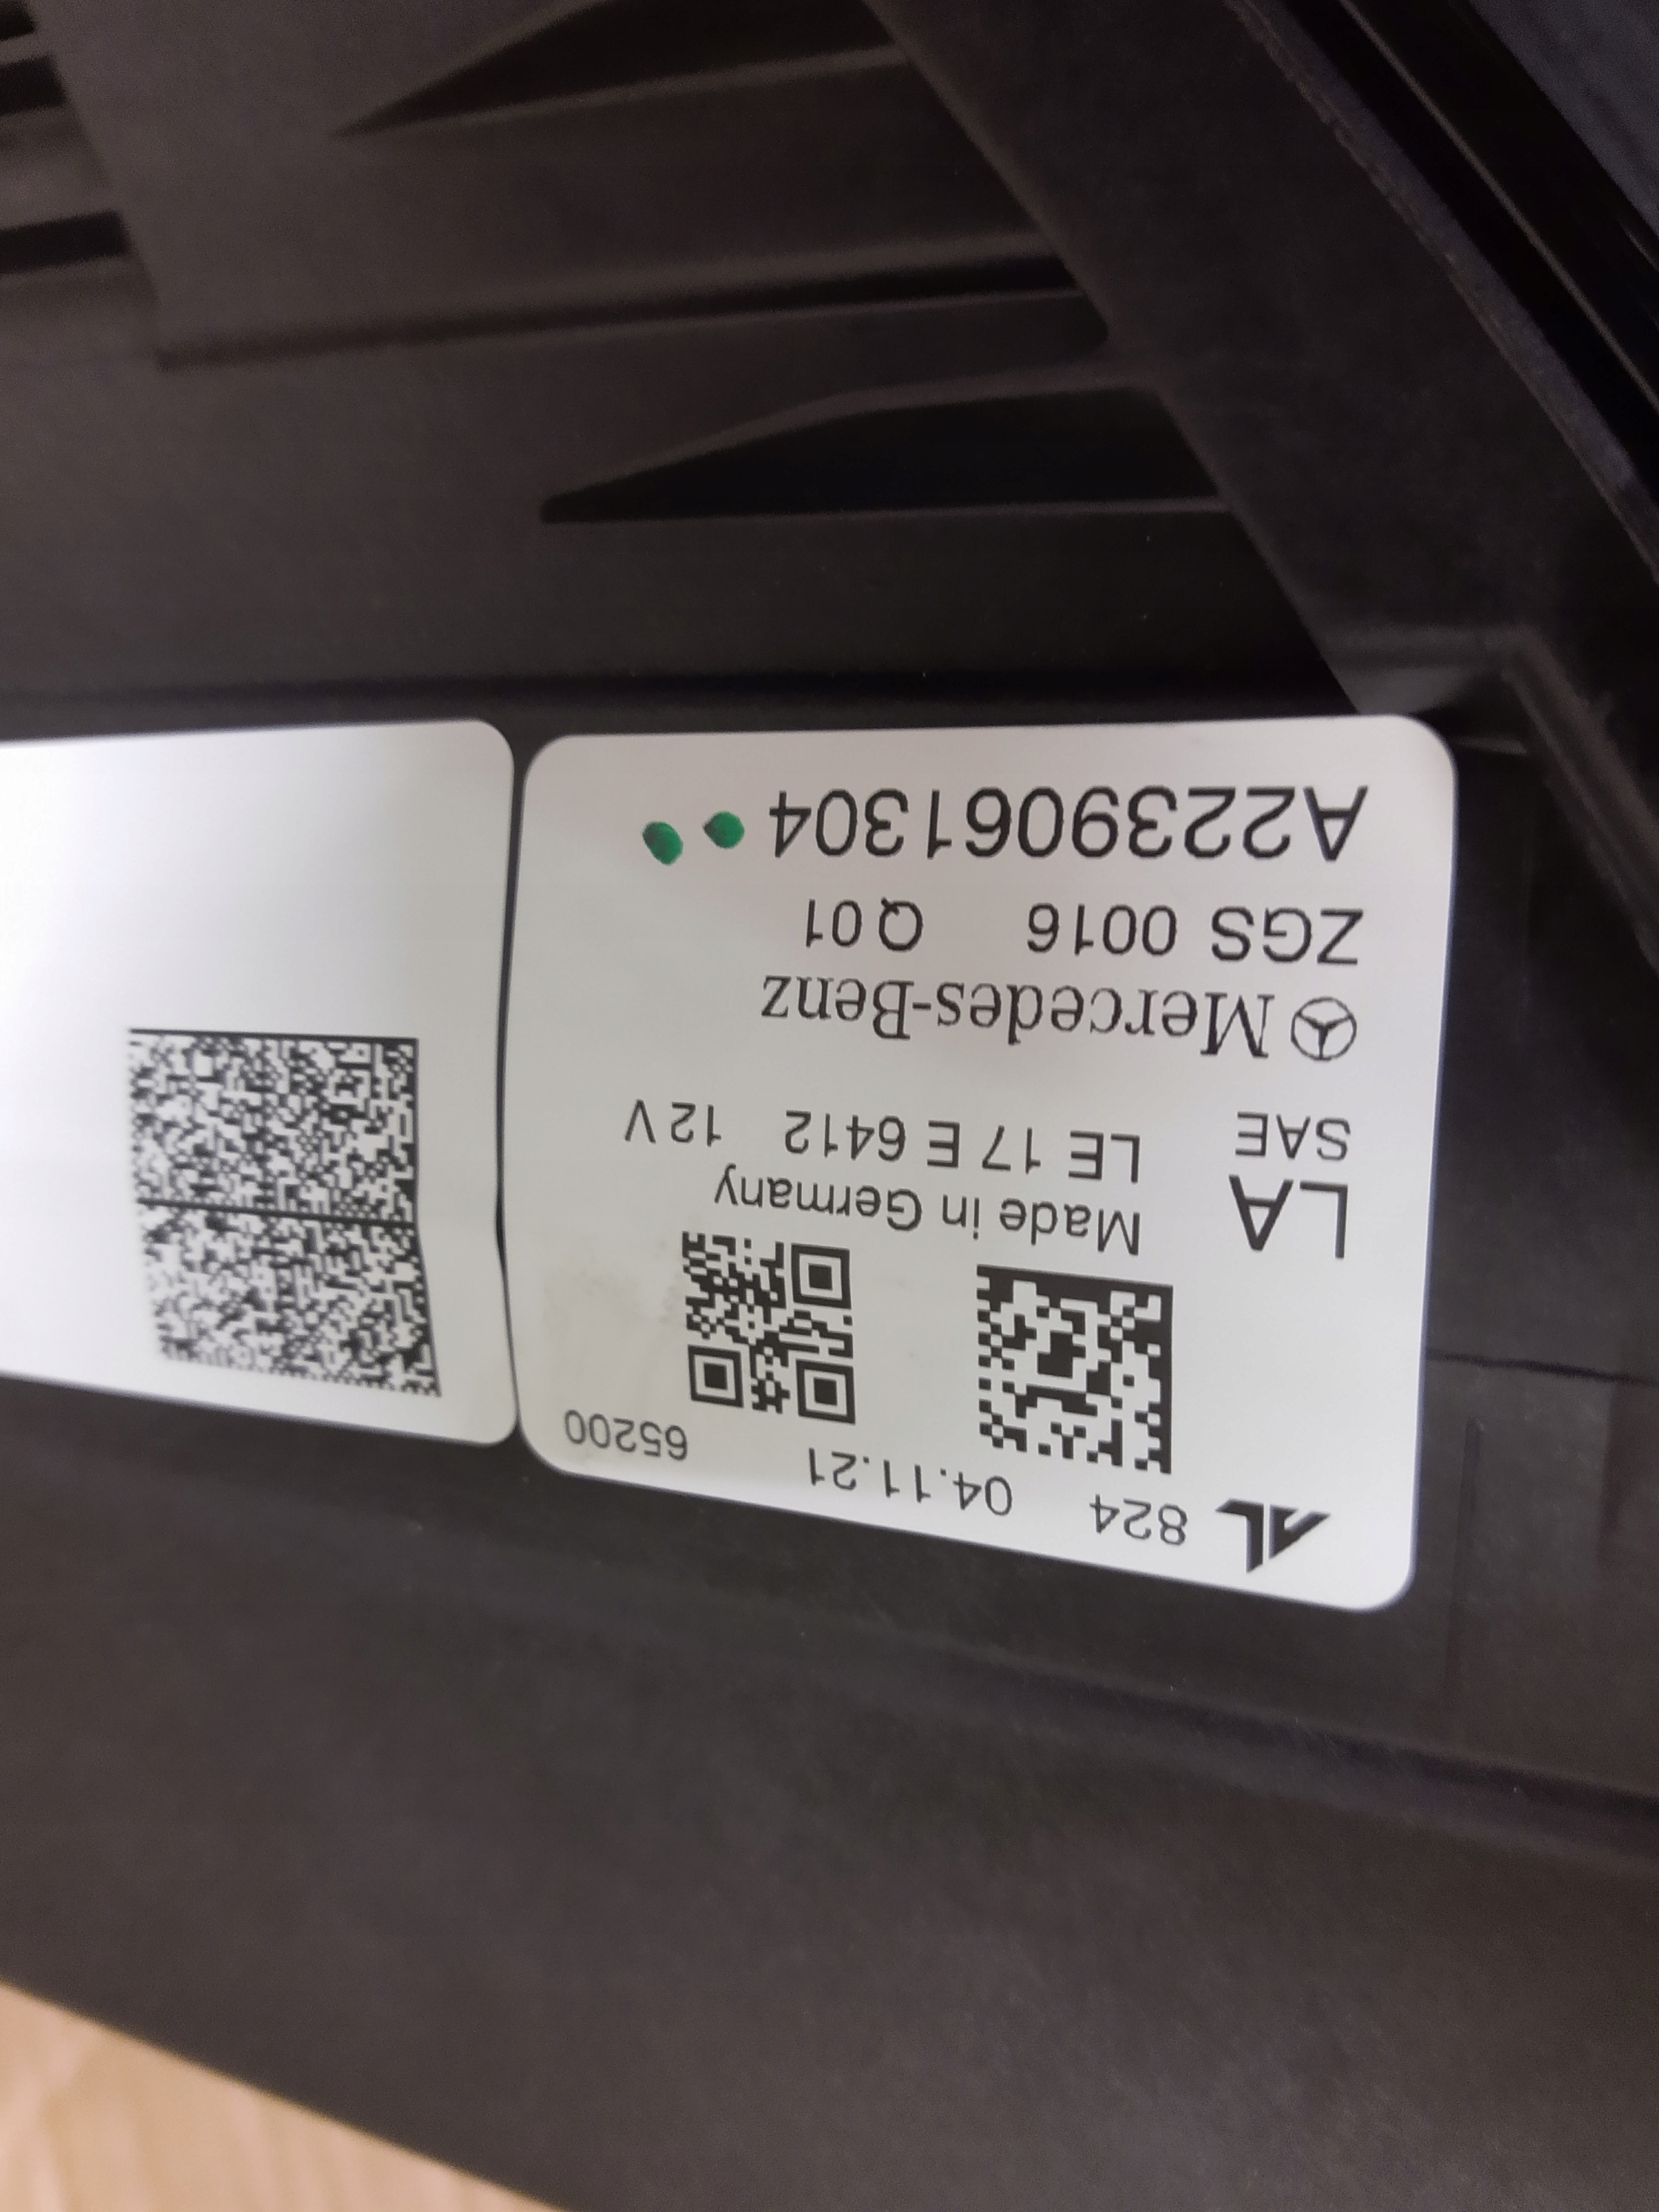 AL 824 04.11.21 65200
Made in Germany
LA
SAE LE 17 E 6412 12 V
Mercedes-Benz
ZGS 0016 Q 01
A2239061304